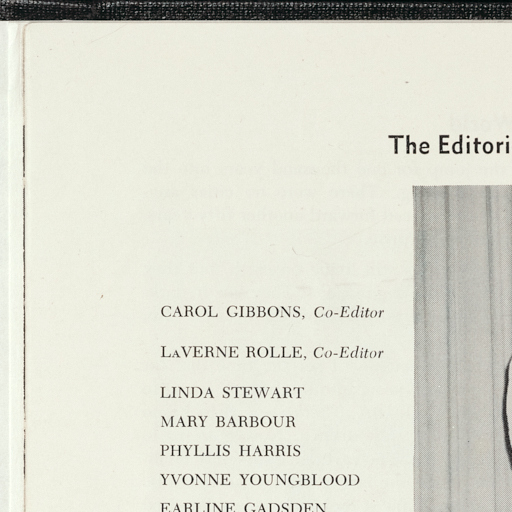 The Editori
CAROL GIBBONS, Co-Editor
LAVERNE ROLLE, Co-Editor
LINDA STEWART
MARY BARBOUR
PHYLLIS HARRIS
YVONNE YOUNGBLOOD
EARLINE GADSDEN